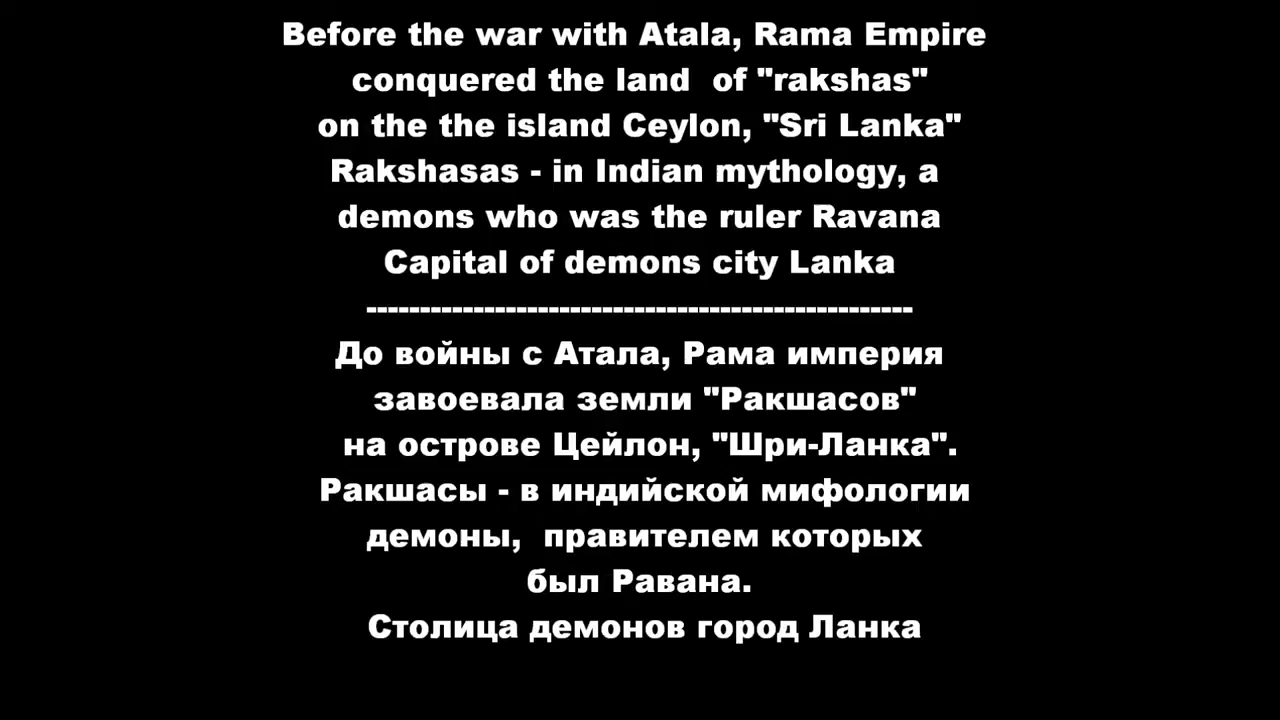 Before the war with Atala, Rama Empire
conquered the land  of "rakshas"
on the the island Ceylon, "Sri Lanka"
Rakshasas - in Indian mythology, a
demons who was the ruler Ravana
Capital of demons city Lanka
--------------------------------------------------
До войны с Атала, Рама империя
завоевала земли "Ракшасов"
на острове Цейлон, "Шри-Ланка".
Ракшасы - в индийской мифологии
демоны,  правителем которых
был Равана.
Столица демонов город Ланка